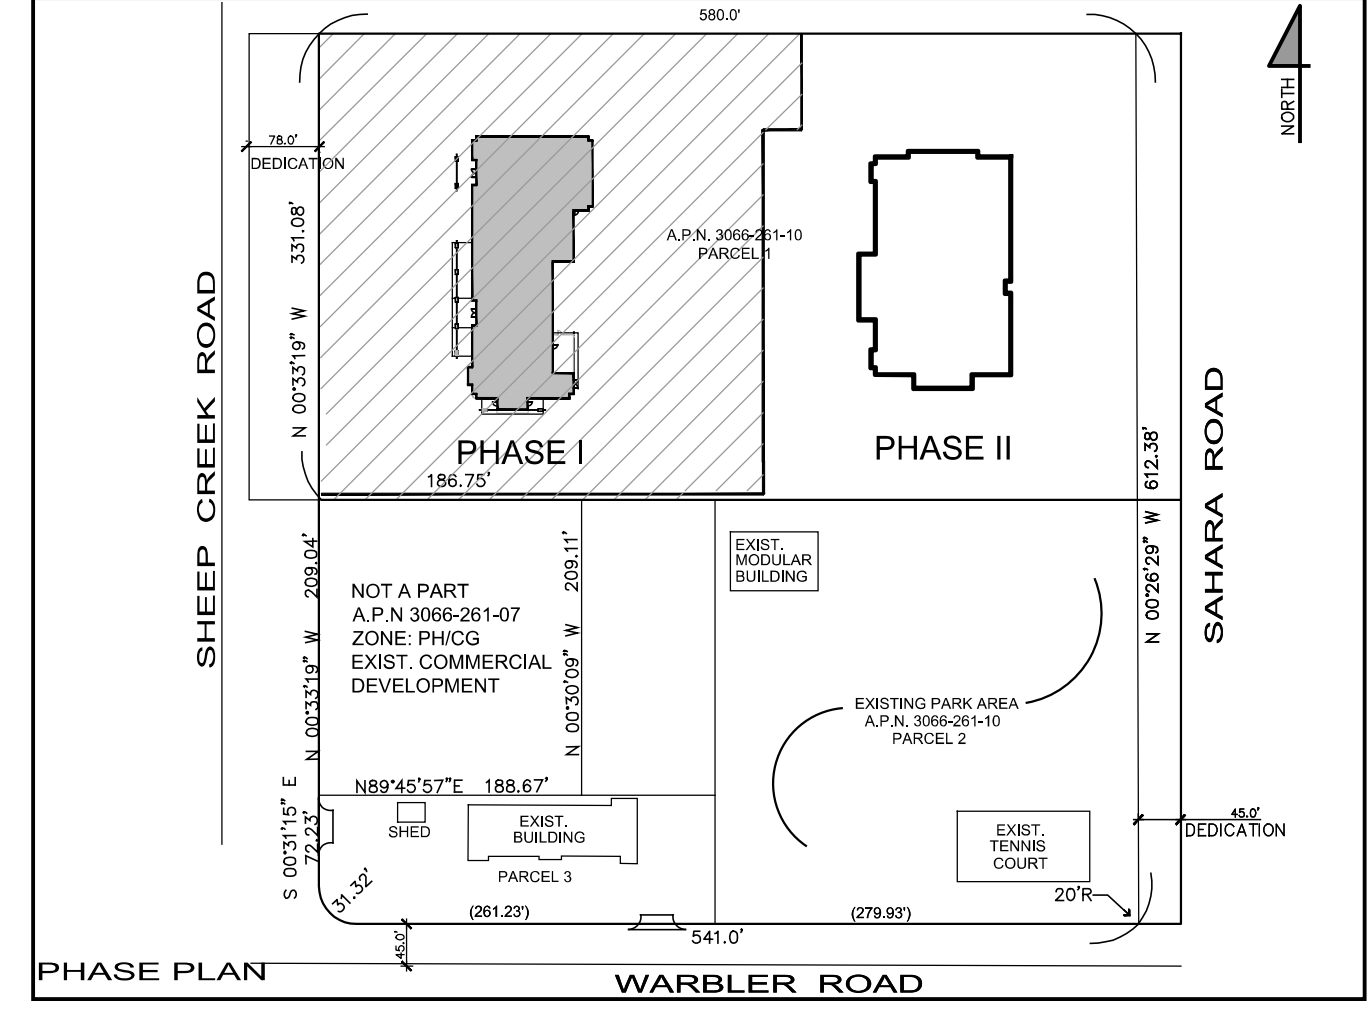 580.0'
NORTH
78.0'
DEDICATION
SHEEP CREEK ROAD
N 00°33'19" W 331.08'
A.P.N. 3066-261-10
PARCEL 1
PHASE I
186.75'
PHASE II
N 00°26'29" W 612.38'
SAHARA ROAD
N 00°33'19" W 209.04'
NOT A PART
A.P.N 3066-261-07
ZONE: PH/CG
EXIST. COMMERCIAL
DEVELOPMENT
N 00°30'09" W 209.11'
EXIST.
MODULAR
BUILDING
EXISTING PARK AREA
A.P.N. 3066-261-10
PARCEL 2
N89°45'57"E 188.67'
S 00°31'15" E
72.23'
SHED
EXIST.
BUILDING
PARCEL 3
31.32'
(261.23')
EXIST.
TENNIS
COURT
45.0'
DEDICATION
20'R
(279.93')
541.0'
45.0'
PHASE PLAN
WARBLER ROAD